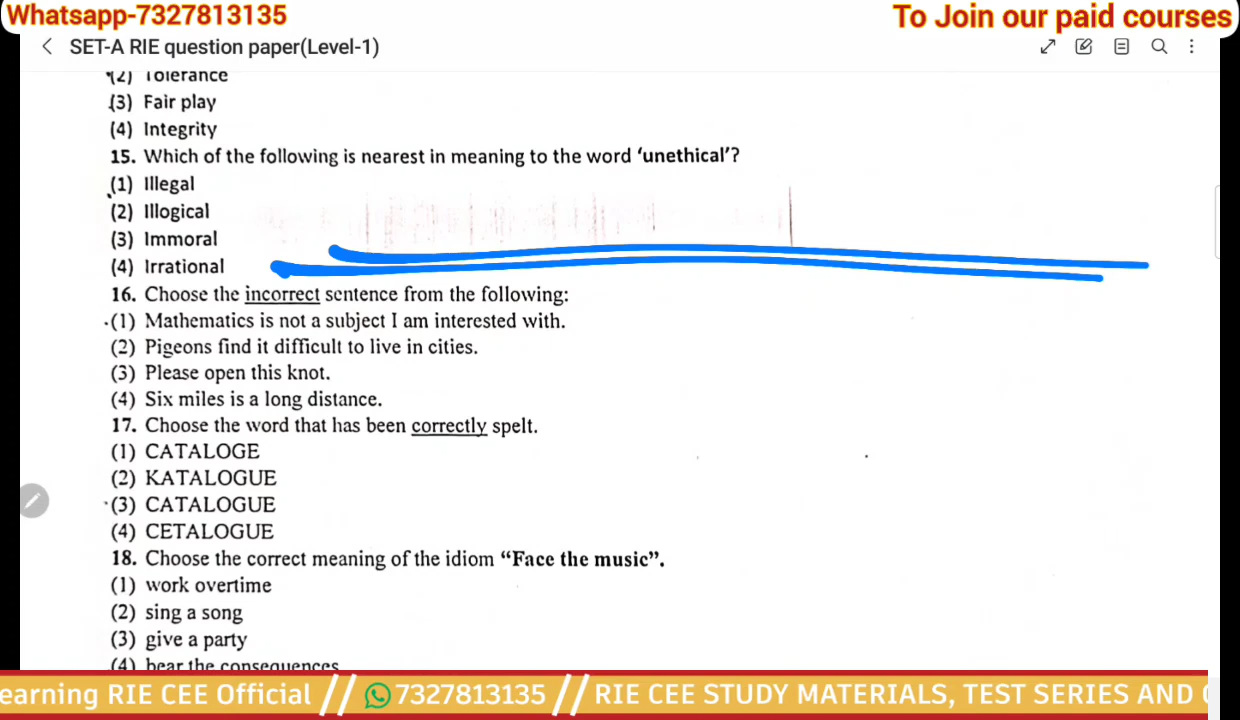 Whatsapp-7327813135
To Join our paid courses
SET-A RIE question paper(Level-1)
(2) Tolerance
(3) Fair play
(4) Integrity
15. Which of the following is nearest in meaning to the word ‘unethical’?
(1) Illegal
(2) Illogical
(3) Immoral
(4) Irrational
16. Choose the incorrect sentence from the following:
(1) Mathematics is not a subject I am interested with.
(2) Pigeons find it difficult to live in cities.
(3) Please open this knot.
(4) Six miles is a long distance.
17. Choose the word that has been correctly spelt.
(1) CATALOGE
(2) KATALOGUE
(3) CATALOGUE
(4) CETALOGUE
18. Choose the correct meaning of the idiom “Face the music”.
(1) work overtime
(2) sing a song
(3) give a party
(4) bear the consequences
earning RIE CEE Official // 7327813135 // RIE CEE STUDY MATERIALS, TEST SERIES AND